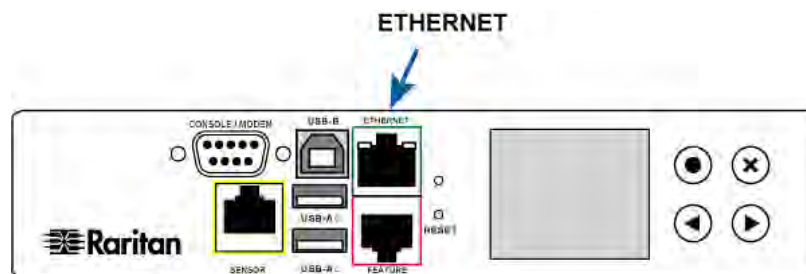 ETHERNET
CONSOLE / MODEM
USB-B
ETHERNET
USB-A
RESET
Raritan
SENSOR
USB-A
FEATURE